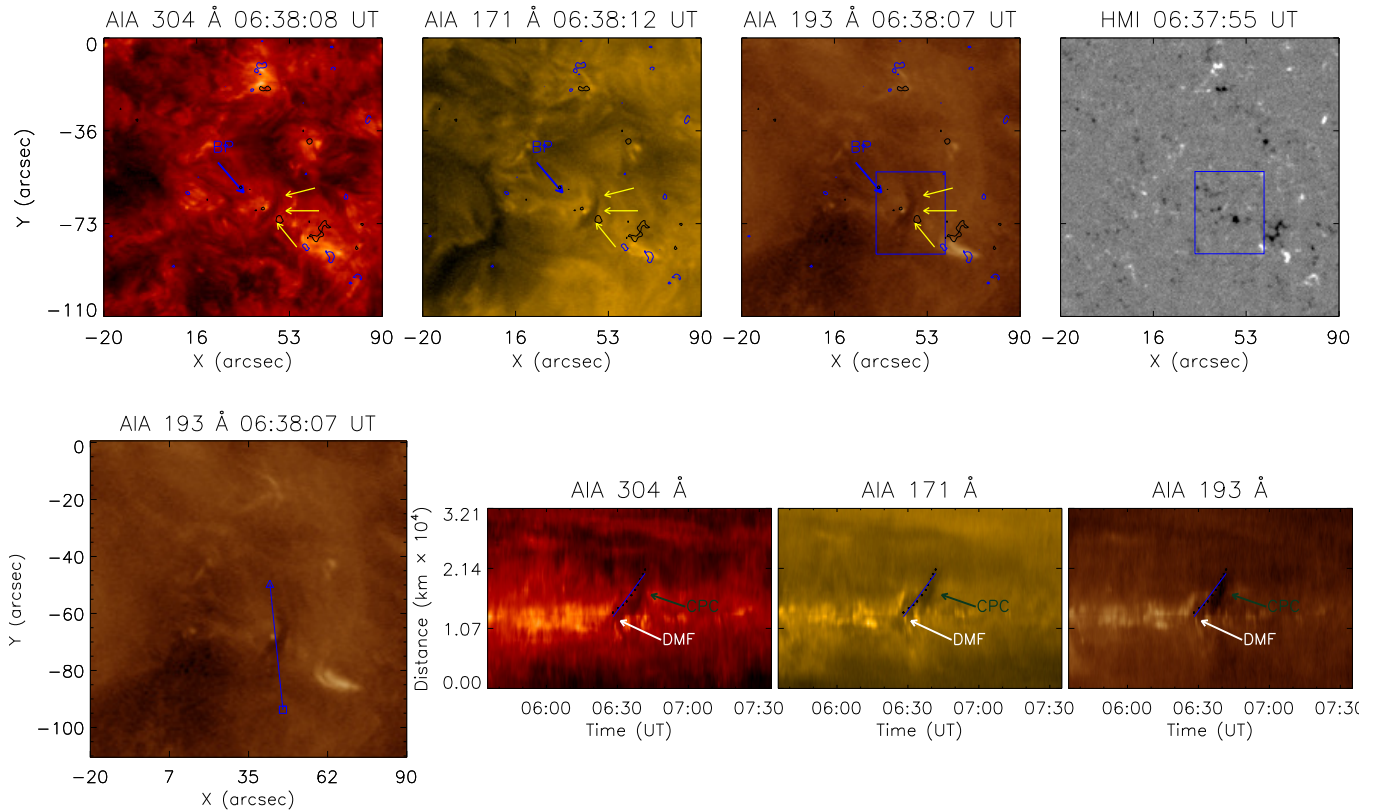 AIA 304 Å 06:38:08 UT
AIA 171 Å 06:38:12 UT
AIA 193 Å 06:38:07 UT
HMI 06:37:55 UT
Y (arcsec)
0
−36
−73
−110
BP
BP
BP
−20 16 53 90
−20 16 53 90
−20 16 53 90
−20 16 53 90
X (arcsec)
X (arcsec)
X (arcsec)
X (arcsec)
AIA 193 Å 06:38:07 UT
Y (arcsec)
0
−20
−40
−60
−80
−100
−20 7 35 62 90
X (arcsec)
AIA 304 Å
AIA 171 Å
AIA 193 Å
Distance (km × 10⁴)
3.21
2.14
1.07
0.00
CPC
DMF
CPC
DMF
CPC
DMF
06:00 06:30 07:00 07:30
06:00 06:30 07:00 07:30
06:00 06:30 07:00 07:30
Time (UT)
Time (UT)
Time (UT)